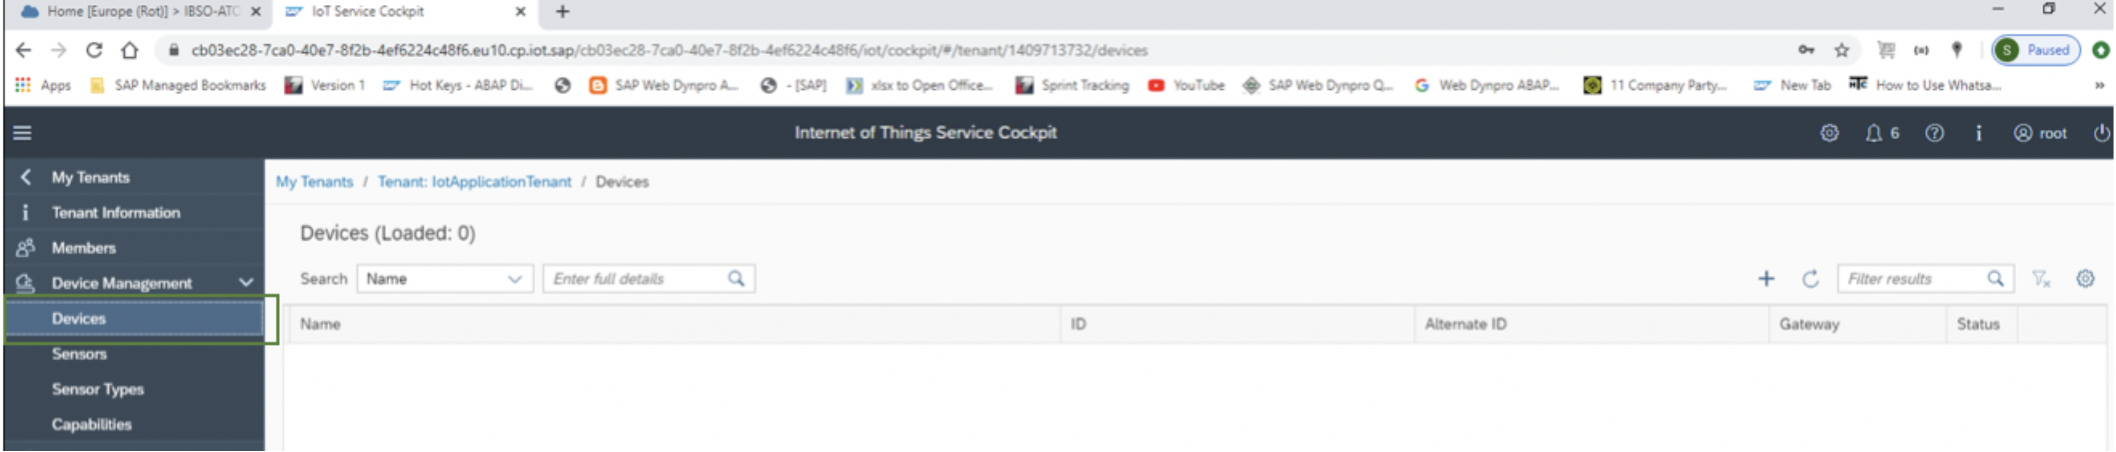 Home [Europe (Rot)] > IBSO-ATC
IoT Service Cockpit
cb03ec28-7ca0-40e7-8f2b-4ef6224c48f6.eu10.cp.iot.sap/cb03ec28-7ca0-40e7-8f2b-4ef6224c48f6/iot/cockpit/#/tenant/1409713732/devices
S Paused
Apps SAP Managed Bookmarks Version 1 Hot Keys - ABAP Di... SAP Web Dynpro A... - [SAP] xlsx to Open Office... Sprint Tracking YouTube SAP Web Dynpro Q... Web Dynpro ABAP... 11 Company Party... New Tab How to Use Whatsa... »
Internet of Things Service Cockpit
6
root
My Tenants
Tenant Information
Members
Device Management
Devices
Sensors
Sensor Types
Capabilities
My Tenants / Tenant: IotApplicationTenant / Devices
Devices (Loaded: 0)
Search Name Enter full details Filter results
Name ID Alternate ID Gateway Status